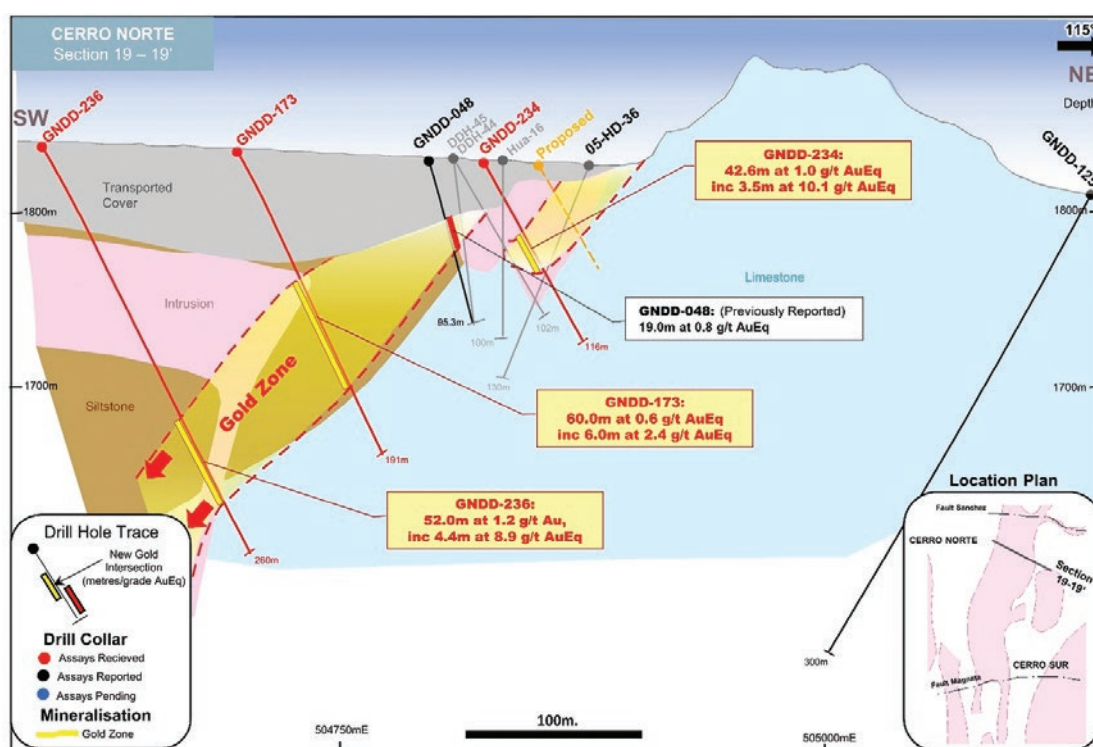 CERRO NORTE
Section 19 – 19'
115°
SW
NE
Depth
GNDD-236
GNDD-173
GNDD-048
DDH-45
DDH-44
GNDD-234
Hua-16
Proposed
05-HD-36
GNDD-125
Transported
Cover
1800m
1800m
GNDD-234:
42.6m at 1.0 g/t AuEq
inc 3.5m at 10.1 g/t AuEq
Limestone
Intrusion
GNDD-048: (Previously Reported)
19.0m at 0.8 g/t AuEq
95.3m
100m
102m
116m
130m
1700m
1700m
Siltstone
Gold Zone
GNDD-173:
60.0m at 0.6 g/t AuEq
inc 6.0m at 2.4 g/t AuEq
191m
GNDD-236:
52.0m at 1.2 g/t Au,
inc 4.4m at 8.9 g/t AuEq
260m
300m
Drill Hole Trace
New Gold
Intersection
(metres/grade AuEq)
Drill Collar
Assays Recieved
Assays Reported
Assays Pending
Mineralisation
Gold Zone
504750mE
100m.
505000mE
Location Plan
Fault Sanchez
CERRO NORTE
Section
19-19'
CERRO SUR
Fault Magnata